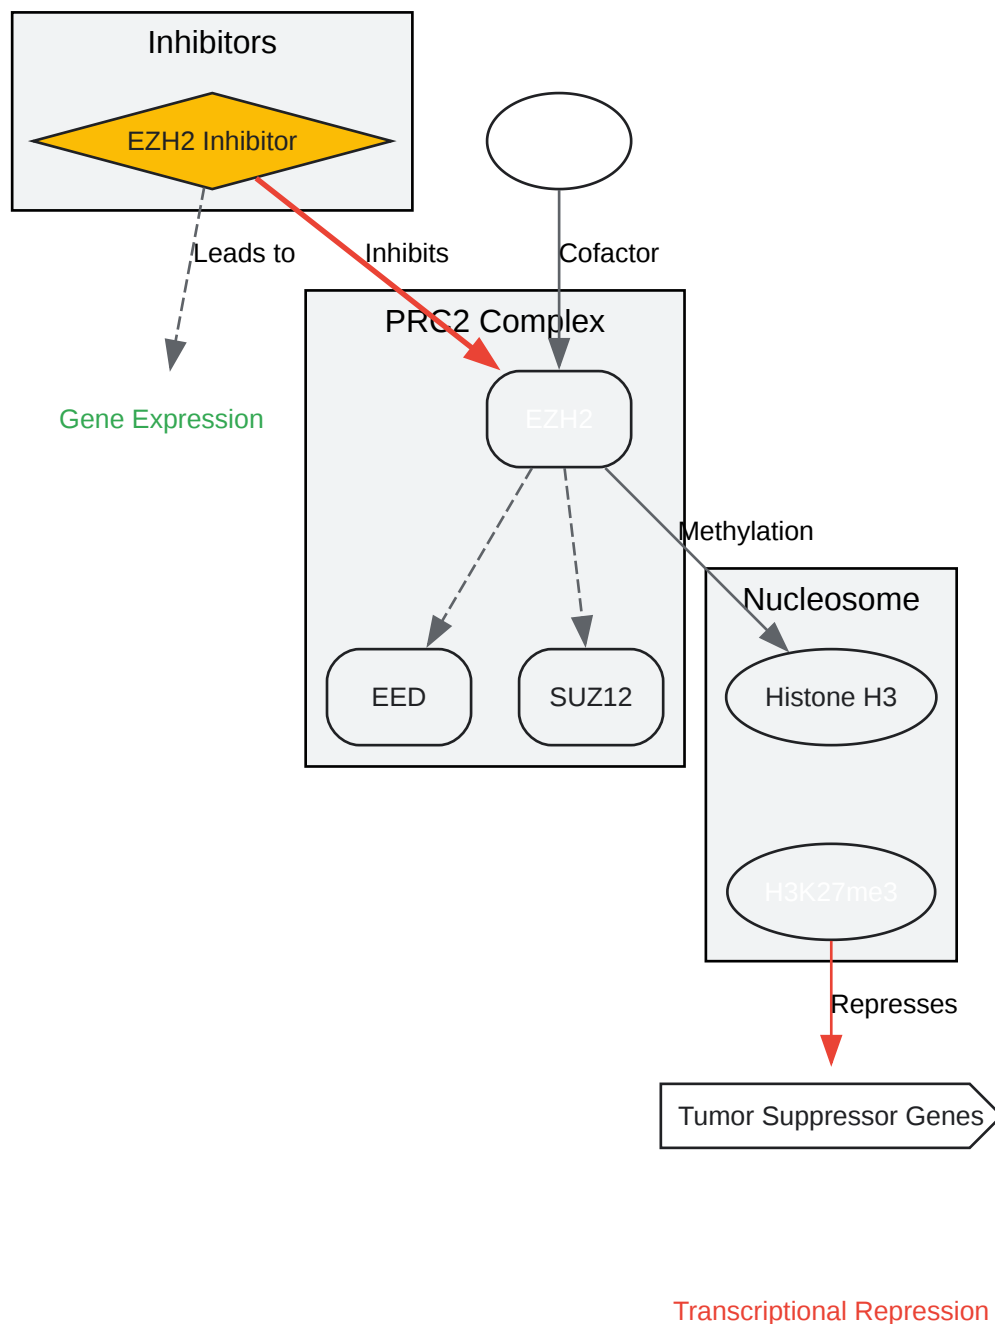 Inhibitors
EZH2 Inhibitor
Leads to
Inhibits
Cofactor
PRC2 Complex
Gene Expression
EZH2
Methylation
Nucleosome
EED
SUZ12
Histone H3
H3K27me3
Represses
Tumor Suppressor Genes
Transcriptional Repression